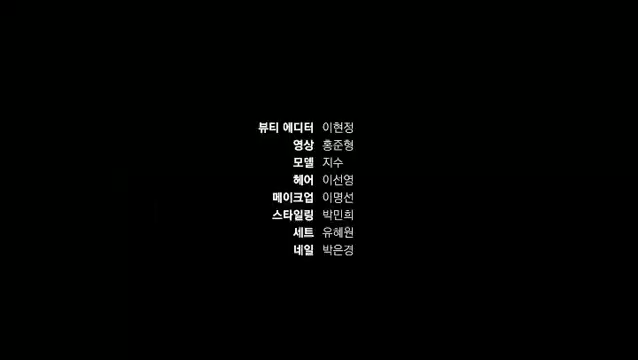 뷰티 에디터 이현정
영상 홍준형
모델 지수
헤어 이선영
메이크업 이명선
스타일링 박민희
세트 유혜원
네일 박은경